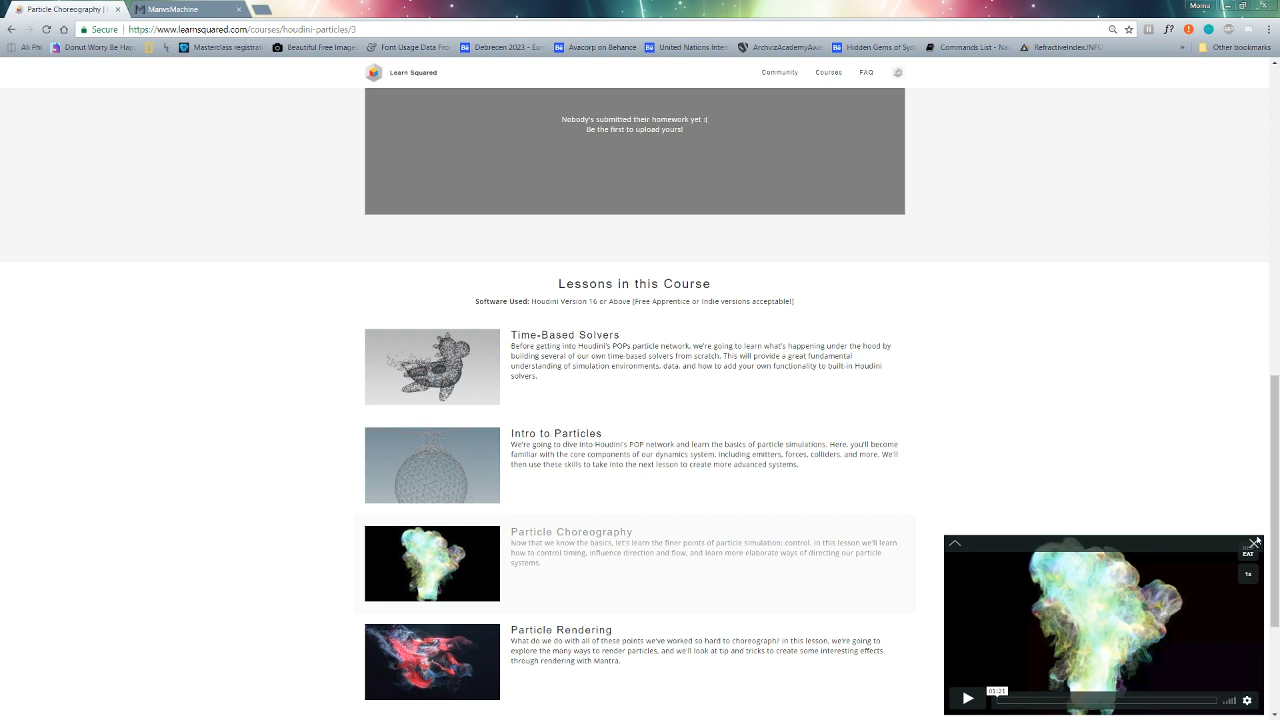 Momo
Particle Choreography | L
ManvsMachine
Secure
https://www.learnsquared.com/courses/houdini-particles/3
Ali Phi
Donut Worry Be Hap
Masterclass registrat
Beautiful Free Images
Font Usage Data Fro
Debrecen 2023 - Eur
Avacorp on Behance
United Nations Inter
ArchvizAcademyAwa
Hidden Gems of Syd
Commands List - Na
RefractiveIndex.INFO
»
Other bookmarks
Learn Squared
Community
Courses
FAQ
Nobody's submitted their homework yet :(
Be the first to upload yours!
Lessons in this Course
Software Used: Houdini Version 16 or Above [Free Apprentice or Indie versions acceptable!]
Time-Based Solvers
Before getting into Houdini's POPs particle network, we're going to learn what's happening under the hood by
building several of our own time-based solvers from scratch. This will provide a great fundamental
understanding of simulation environments, data, and how to add your own functionality to built-in Houdini
solvers.
Intro to Particles
We're going to dive into Houdini's POP network and learn the basics of particle simulations. Here, you'll become
familiar with the core components of our dynamics system, including emitters, forces, colliders, and more. We'll
then use these skills to take into the next lesson to create more advanced systems.
Particle Choreography
Now that we know the basics, let's learn the finer points of particle simulation: control. In this lesson we'll learn
how to control timing, influence direction and flow, and learn more elaborate ways of directing our particle
systems.
Particle Rendering
What do we do with all of these points we've worked so hard to choreograph? In this lesson, we're going to
explore the many ways to render particles, and we'll look at tip and tricks to create some interesting effects
through rendering with Mantra.
EAT
1x
01:21